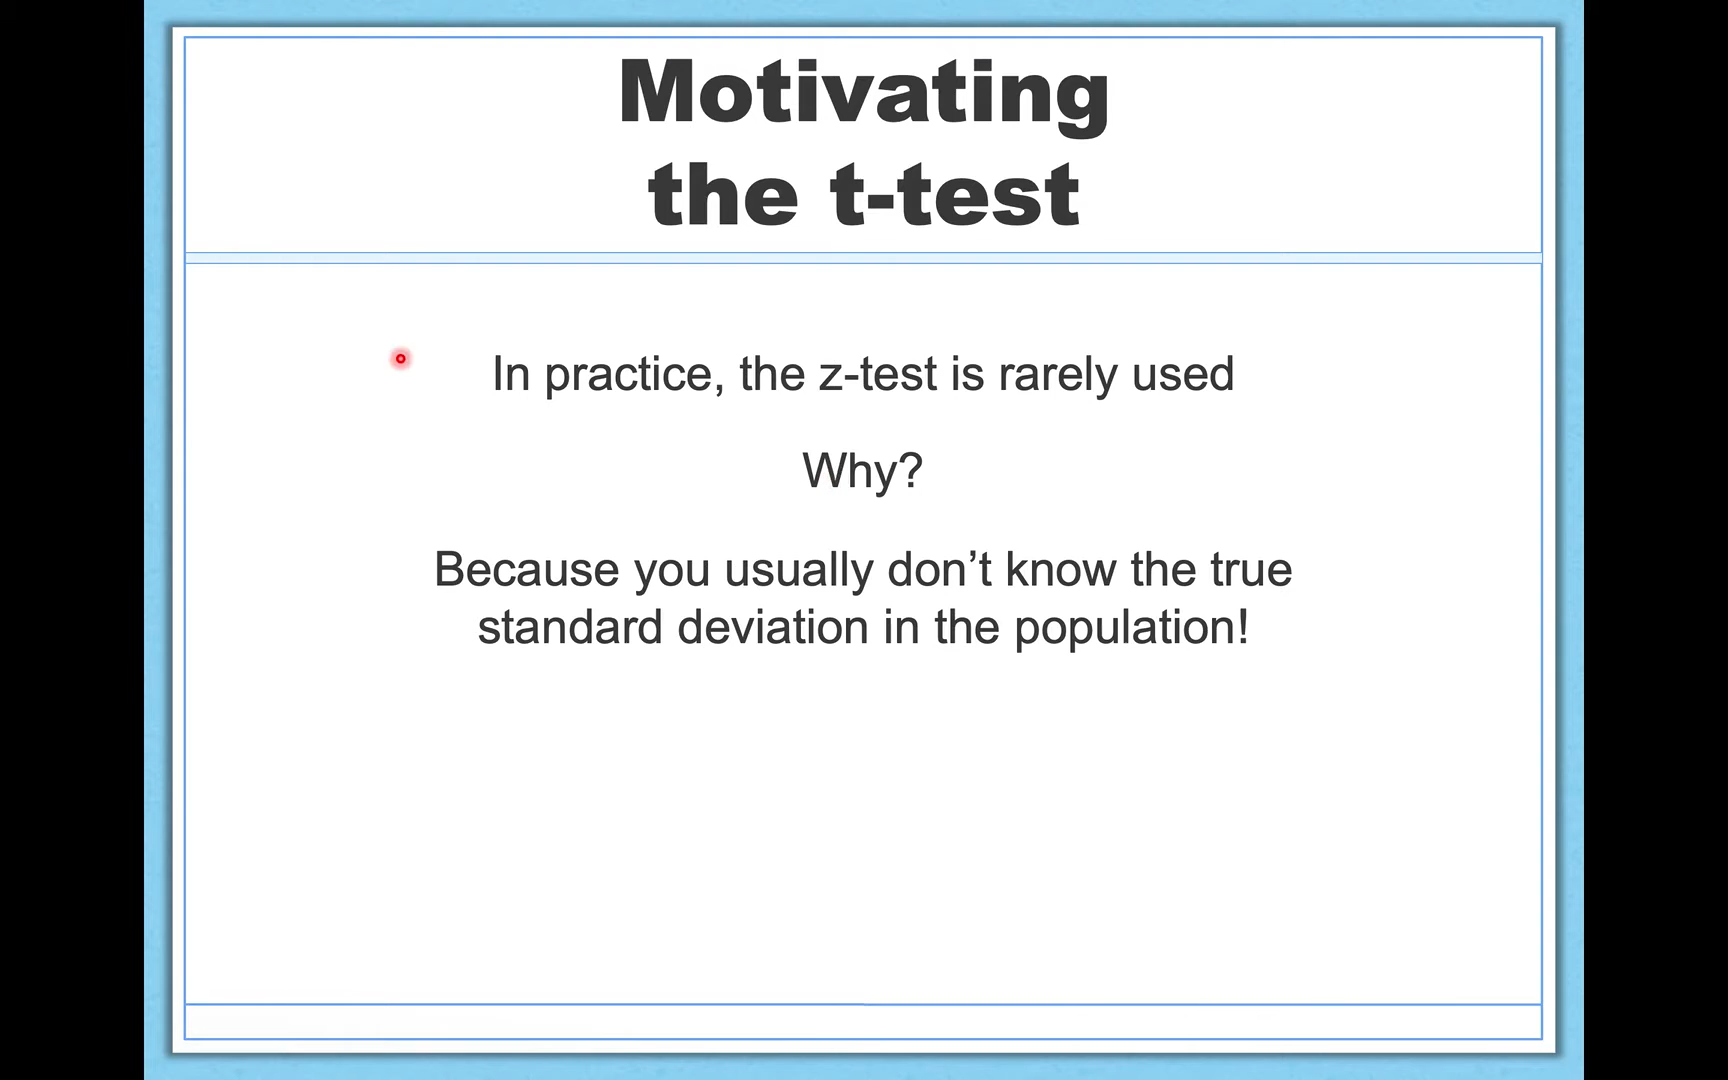 Motivating
the t-test
In practice, the z-test is rarely used
Why?
Because you usually don’t know the true
standard deviation in the population!